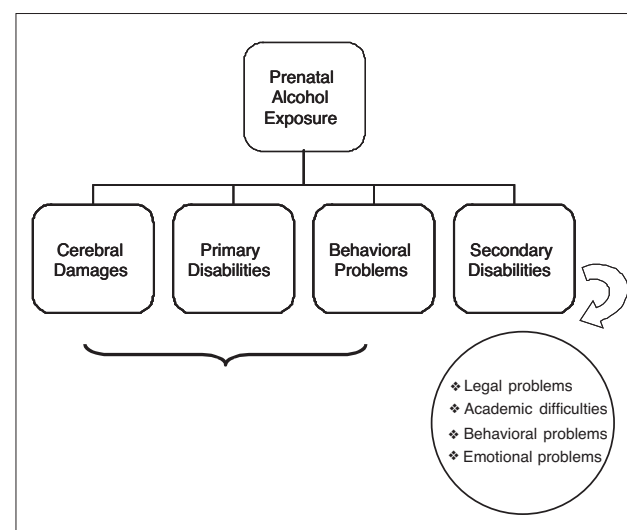 Prenatal
Alcohol
Exposure
Cerebral
Damages
Primary
Disabilities
Behavioral
Problems
Secondary
Disabilities
❖ Legal problems
❖ Academic difficulties
❖ Behavioral problems
❖ Emotional problems